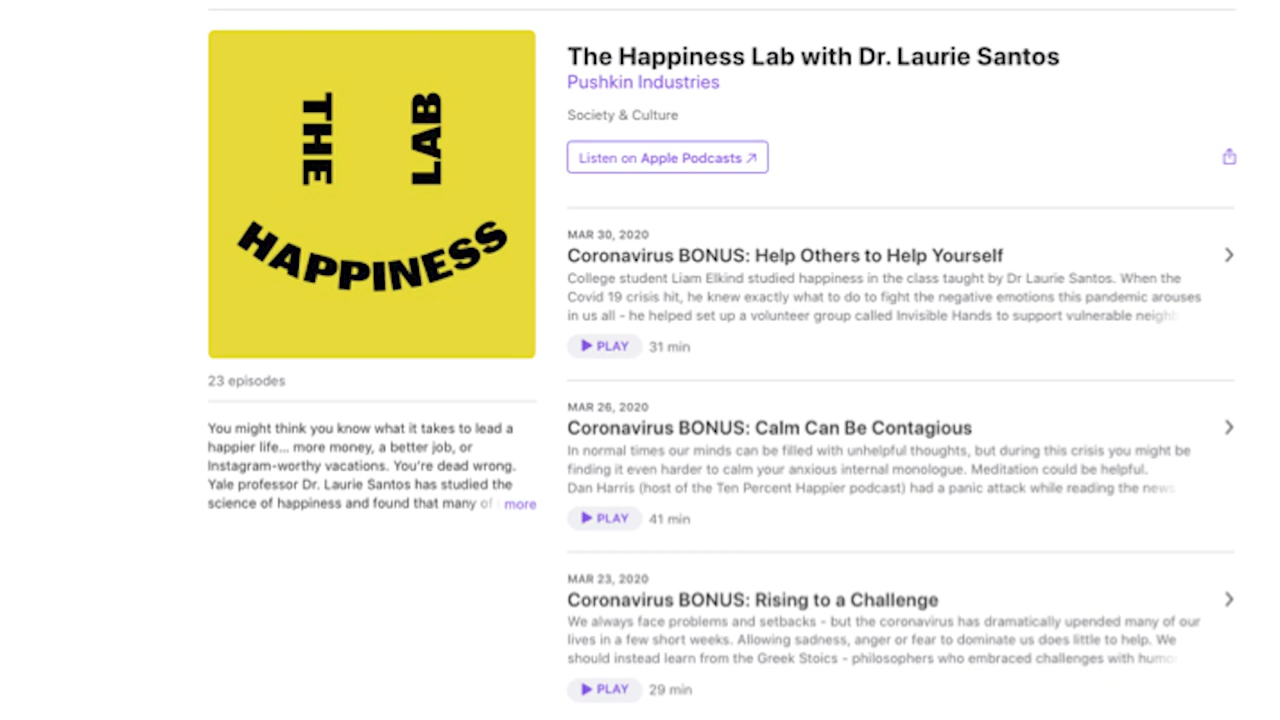 THE
LAB
HAPPINESS
23 episodes
You might think you know what it takes to lead a
happier life... more money, a better job, or
Instagram-worthy vacations. You're dead wrong.
Yale professor Dr. Laurie Santos has studied the
science of happiness and found that many of more
The Happiness Lab with Dr. Laurie Santos
Pushkin Industries
Society & Culture
Listen on Apple Podcasts ↗
MAR 30, 2020
Coronavirus BONUS: Help Others to Help Yourself
College student Liam Elkind studied happiness in the class taught by Dr Laurie Santos. When the
Covid 19 crisis hit, he knew exactly what to do to fight the negative emotions this pandemic arouses
in us all - he helped set up a volunteer group called Invisible Hands to support vulnerable neighb
PLAY 31 min
MAR 26, 2020
Coronavirus BONUS: Calm Can Be Contagious
In normal times our minds can be filled with unhelpful thoughts, but during this crisis you might be
finding it even harder to calm your anxious internal monologue. Meditation could be helpful.
Dan Harris (host of the Ten Percent Happier podcast) had a panic attack while reading the news
PLAY 41 min
MAR 23, 2020
Coronavirus BONUS: Rising to a Challenge
We always face problems and setbacks - but the coronavirus has dramatically upended many of our
lives in a few short weeks. Allowing sadness, anger or fear to dominate us does little to help. We
should instead learn from the Greek Stoics - philosophers who embraced challenges with humo
PLAY 29 min